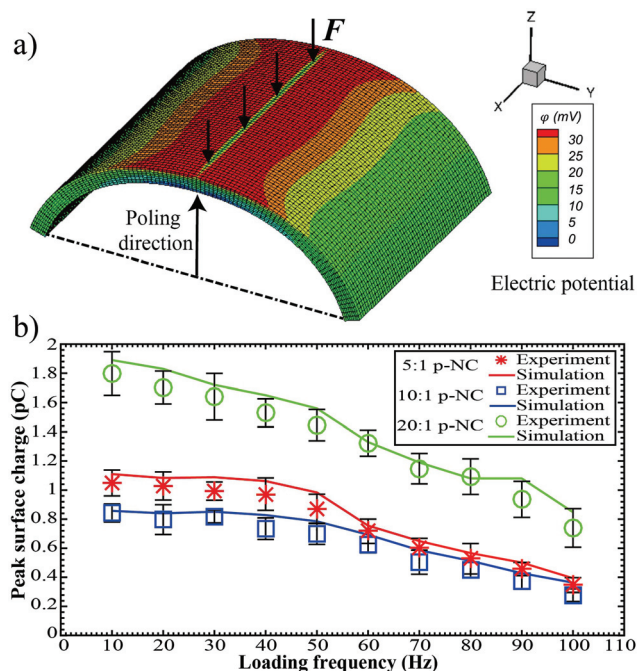 a)
F
Z
X
Y
φ (mV)
30
25
20
15
10
5
0
Poling
direction
Electric potential
b)
2
1.8
1.6
1.4
1.2
1
0.8
0.6
0.4
0.2
0
Peak surface charge (pC)
5:1 p-NC
Experiment
Simulation
10:1 p-NC
Experiment
Simulation
20:1 p-NC
Experiment
Simulation
0 10 20 30 40 50 60 70 80 90 100 110
Loading frequency (Hz)